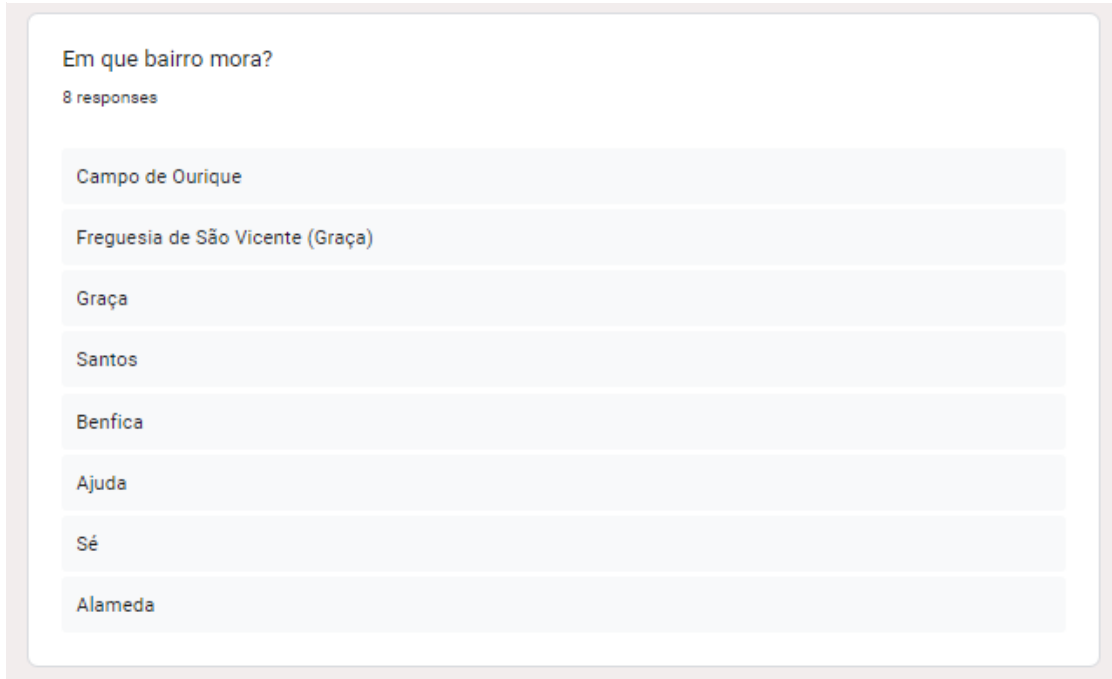 Em que bairro mora?
8 responses
Campo de Ourique
Freguesia de São Vicente (Graça)
Graça
Santos
Benfica
Ajuda
Sé
Alameda